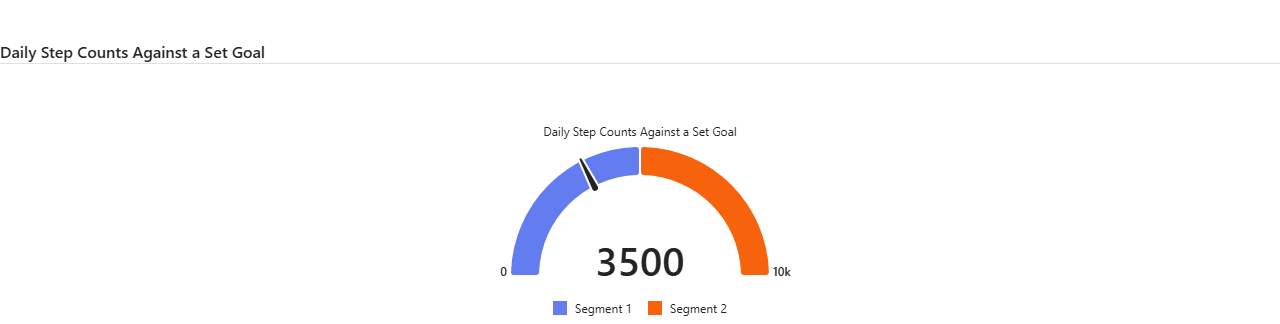 Daily Step Counts Against a Set Goal
Daily Step Counts Against a Set Goal
3500
0
10k
Segment 1
Segment 2